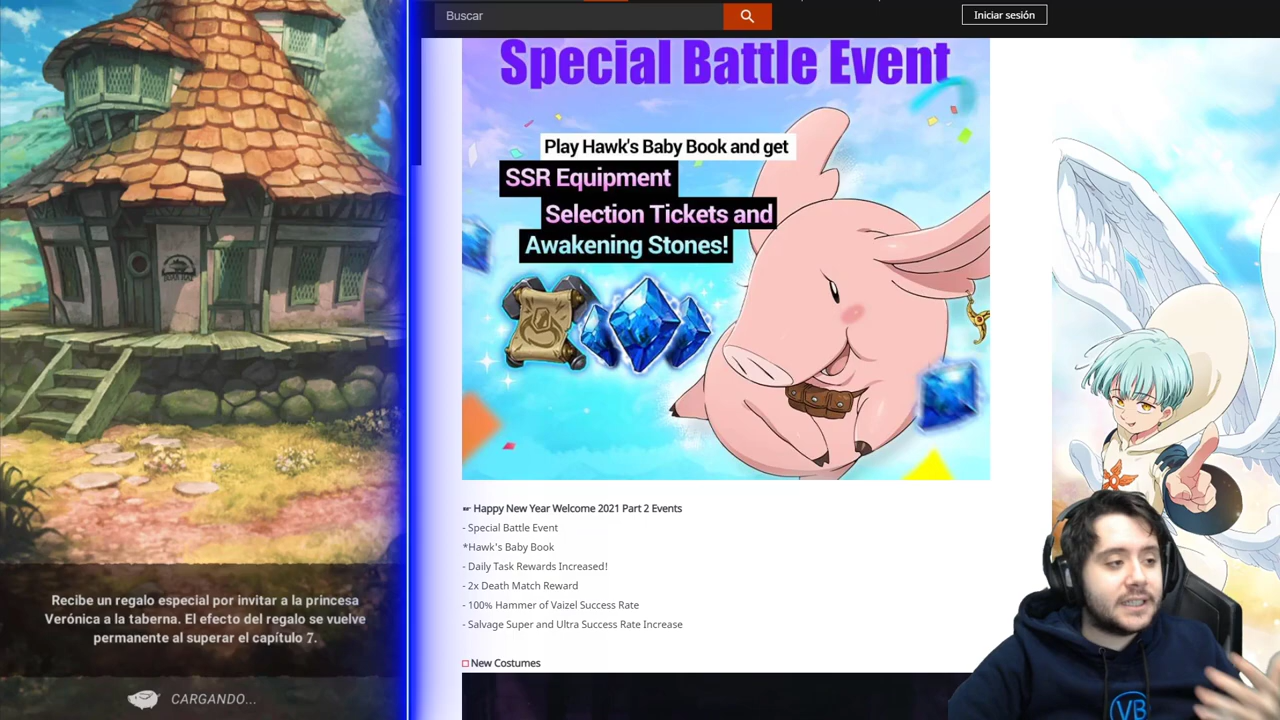 Buscar
Iniciar sesión
Special Battle Event
Play Hawk's Baby Book and get
SSR Equipment
Selection Tickets and
Awakening Stones!
☛ Happy New Year Welcome 2021 Part 2 Events
- Special Battle Event
*Hawk's Baby Book
- Daily Task Rewards Increased!
- 2x Death Match Reward
- 100% Hammer of Vaizel Success Rate
- Salvage Super and Ultra Success Rate Increase
□ New Costumes
Recibe un regalo especial por invitar a la princesa
Verónica a la taberna. El efecto del regalo se vuelve
permanente al superar el capítulo 7.
CARGANDO...
VB